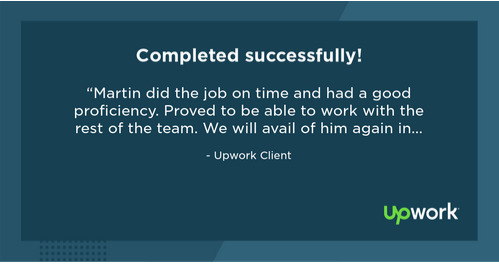 Completed successfully!
“Martin did the job on time and had a good
proficiency. Proved to be able to work with the
rest of the team. We will avail of him again in...
- Upwork Client
upwork